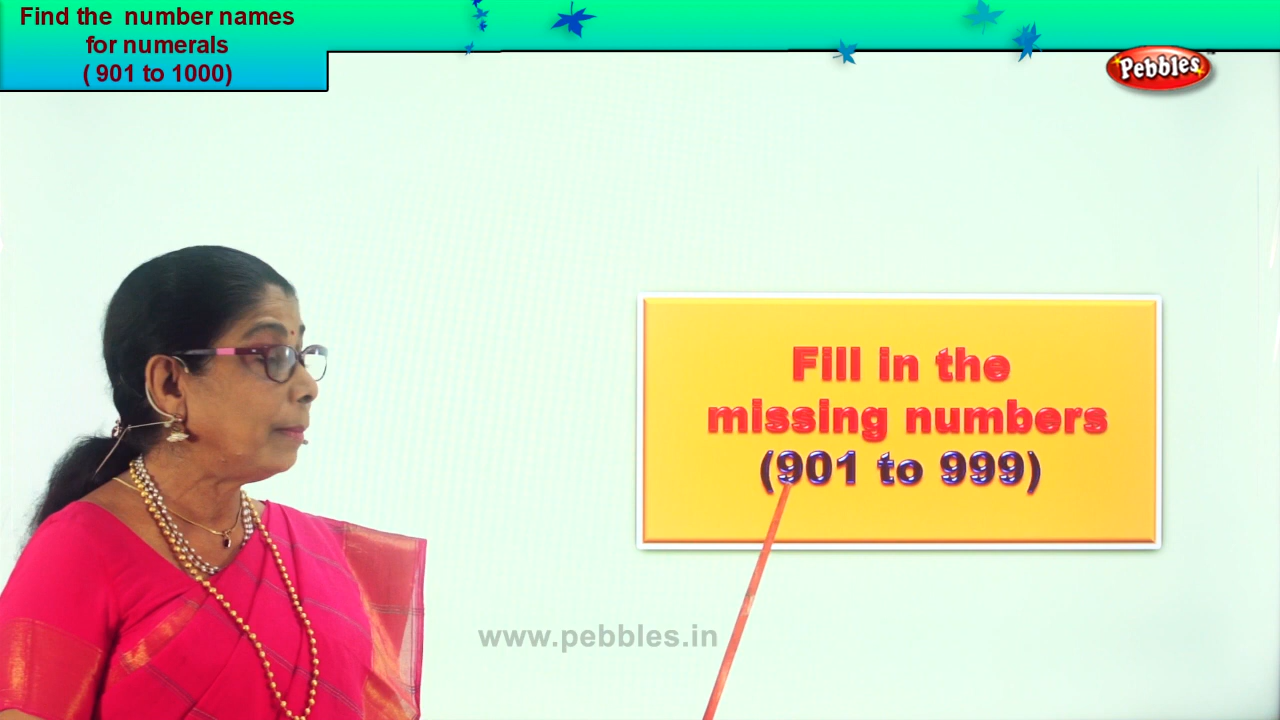 Find the number names
for numerals
( 901 to 1000)
Pebbles
Fill in the
missing numbers
(901 to 999)
www.pebbles.in